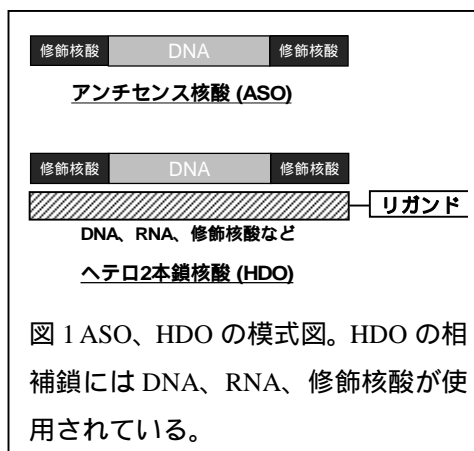 修飾核酸 DNA 修飾核酸
アンチセンス核酸 (ASO)
修飾核酸 DNA 修飾核酸
リガンド
DNA、RNA、修飾核酸など
ヘテロ2本鎖核酸 (HDO)
図 1 ASO、HDO の模式図。HDO の相
補鎖には DNA、RNA、修飾核酸が使
用されている。